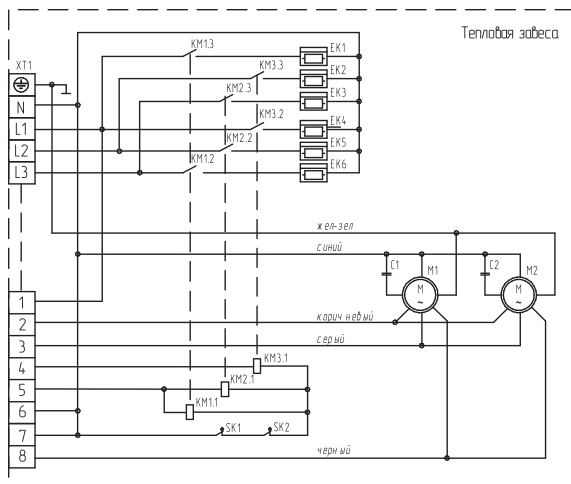 Тепловая завеса
XT1
KM1.3
EK1
KM3.3
EK2
KM2.3
EK3
N
L1
KM3.2
EK4
L2
KM2.2
EK5
L3
KM1.2
EK6
жел-зел
синий
C1
M1
C2
M2
M
~
M
~
1
2
коричневый
3
серый
4
KM3.1
5
KM2.1
6
KM1.1
7
SK1
SK2
8
черный